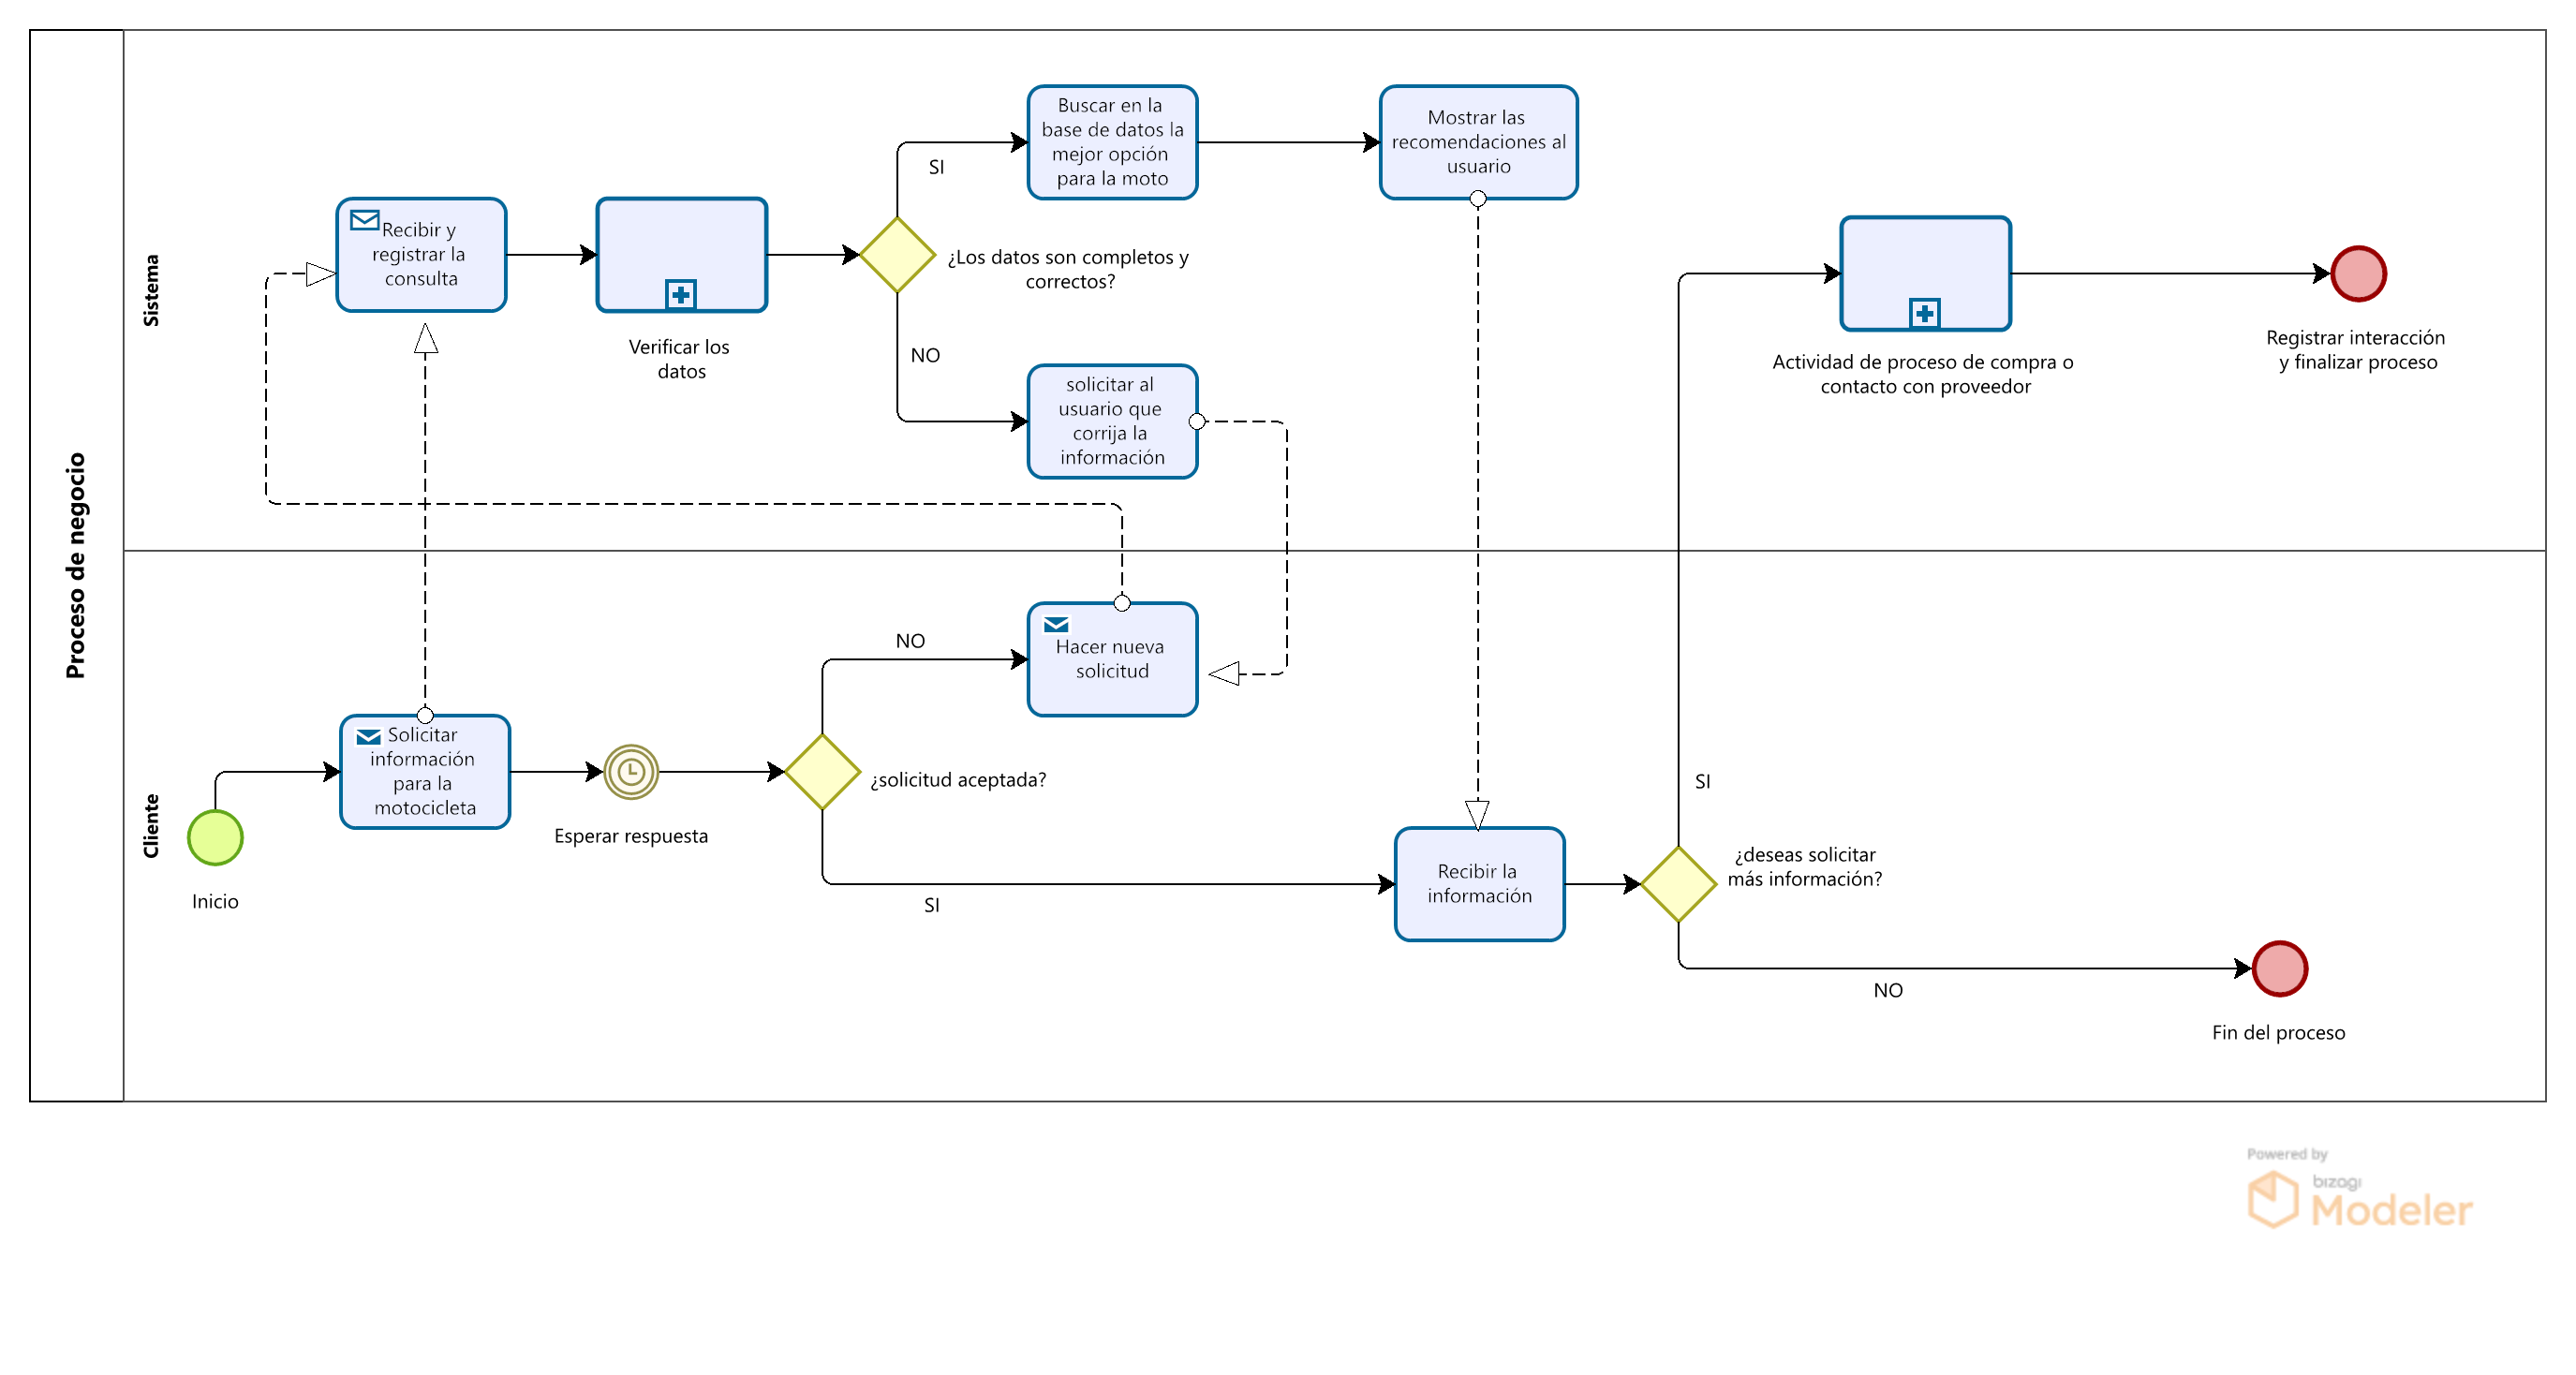 Proceso de negocio
Sistema
Recibir y
registrar la
consulta
Verificar los
datos
SI
¿Los datos son completos y
correctos?
NO
Buscar en la
base de datos la
mejor opción
para la moto
solicitar al
usuario que
corrija la
información
Mostrar las
recomendaciones al
usuario
Actividad de proceso de compra o
contacto con proveedor
Registrar interacción
y finalizar proceso
Cliente
Inicio
Solicitar
información
para la
motocicleta
Esperar respuesta
NO
¿solicitud aceptada?
SI
Hacer nueva
solicitud
Recibir la
información
SI
¿deseas solicitar
más información?
NO
Fin del proceso
Powered by
bizagi
Modeler